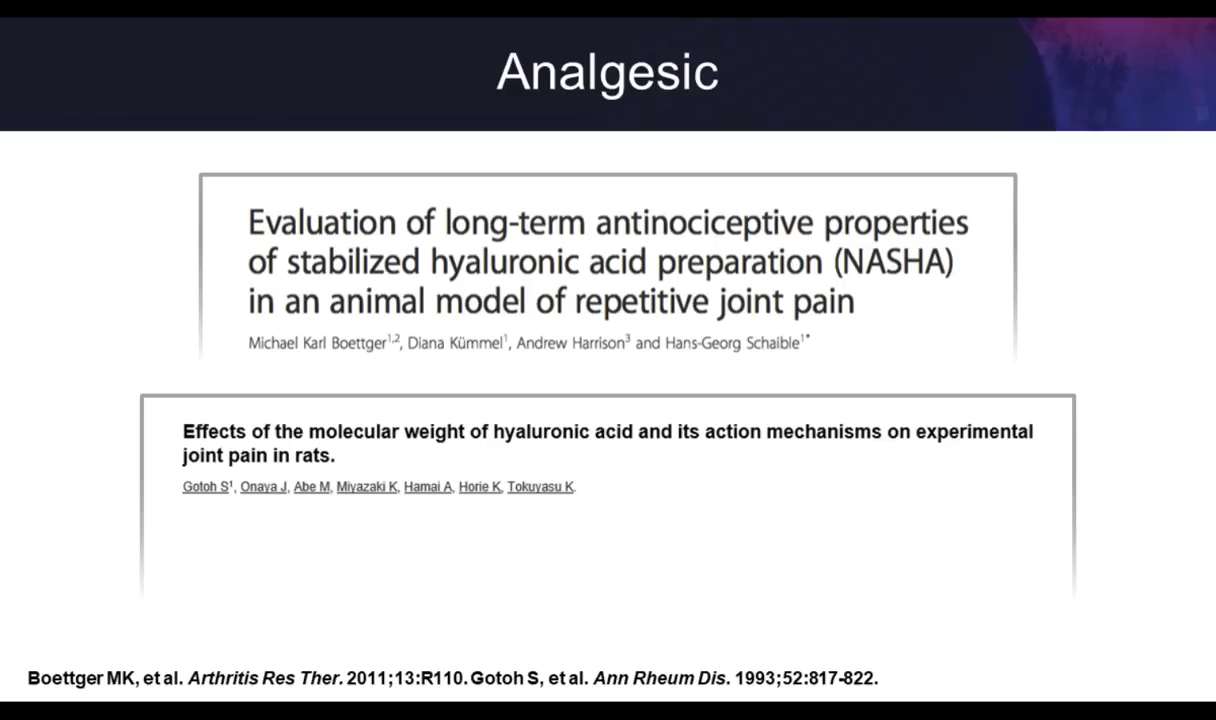 Analgesic
Evaluation of long-term antinociceptive properties
of stabilized hyaluronic acid preparation (NASHA)
in an animal model of repetitive joint pain
Michael Karl Boettger1,2, Diana Kümmel1, Andrew Harrison3 and Hans-Georg Schaible1*
Effects of the molecular weight of hyaluronic acid and its action mechanisms on experimental
joint pain in rats.
Gotoh S1, Onaya J, Abe M, Miyazaki K, Hamai A, Horie K, Tokuyasu K.
Boettger MK, et al. Arthritis Res Ther. 2011;13:R110. Gotoh S, et al. Ann Rheum Dis. 1993;52:817-822.